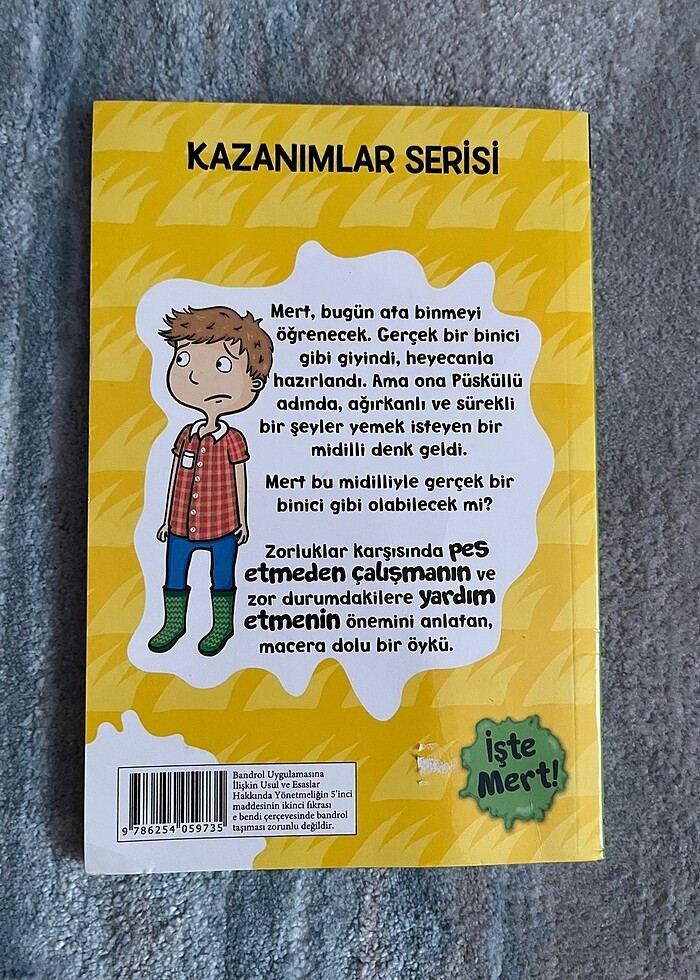 KAZANIMLAR SERİSİ
Mert, bugün ata binmeyi
öğrenecek. Gerçek bir binici
gibi giyindi, heyecanla
hazırlandı. Ama ona Püsküllü
adında, ağırkanlı ve sürekli
bir şeyler yemek isteyen bir
midilli denk geldi.
Mert bu midilliyle gerçek bir
binici gibi olabilecek mi?
Zorluklar karşısında pes
etmeden çalışmanın ve
zor durumdakilere yardım
etmenin önemini anlatan,
macera dolu bir öykü.
İşte
Mert!
Bandrol Uygulamasına
İlişkin Usul ve Esaslar
Hakkında Yönetmeliğin 5'inci
maddesinin ikinci fıkrası
e bendi çerçevesinde bandrol
taşıması zorunlu değildir.
9 786254 059735